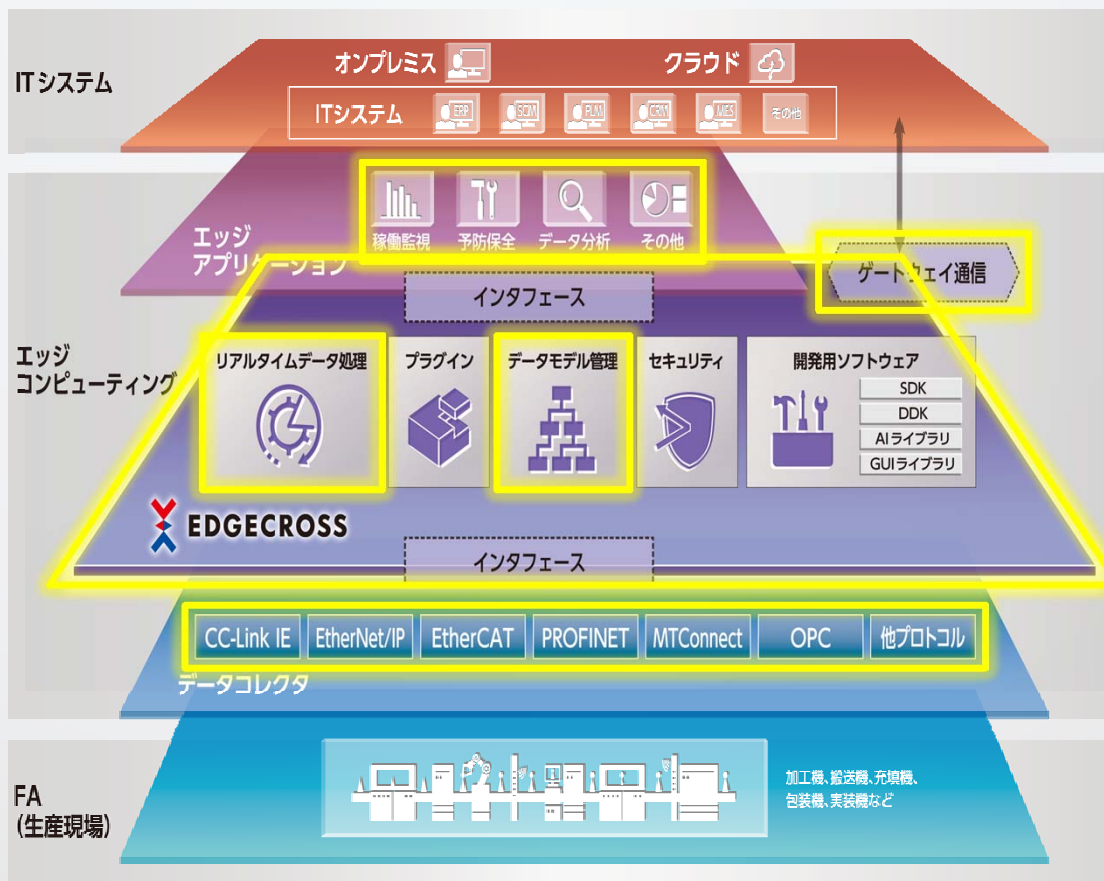 ITシステム
オンプレミス
クラウド
ITシステム
ERP
SCM
PLM
CRM
MES
その他
エッジ
アプリケーション
稼働監視
予防保全
データ分析
その他
ゲートウェイ通信
インタフェース
エッジ
コンピューティング
リアルタイムデータ処理
プラグイン
データモデル管理
セキュリティ
開発用ソフトウェア
SDK
DDK
AIライブラリ
GUIライブラリ
EDGECROSS
インタフェース
CC-Link IE
EtherNet/IP
EtherCAT
PROFINET
MTConnect
OPC
他プロトコル
データコレクタ
FA
(生産現場)
加工機、搬送機、充填機、
包装機、実装機など